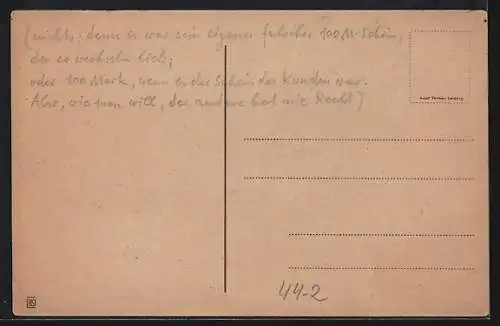 (nichts: denn es war sein eigener falscher 100 M-Schein,
den er wechseln ließ;
oder 100 Mark, wenn es der Schein des Kunden war.
Also, wie man will, der andere hat nie Recht)
44-2